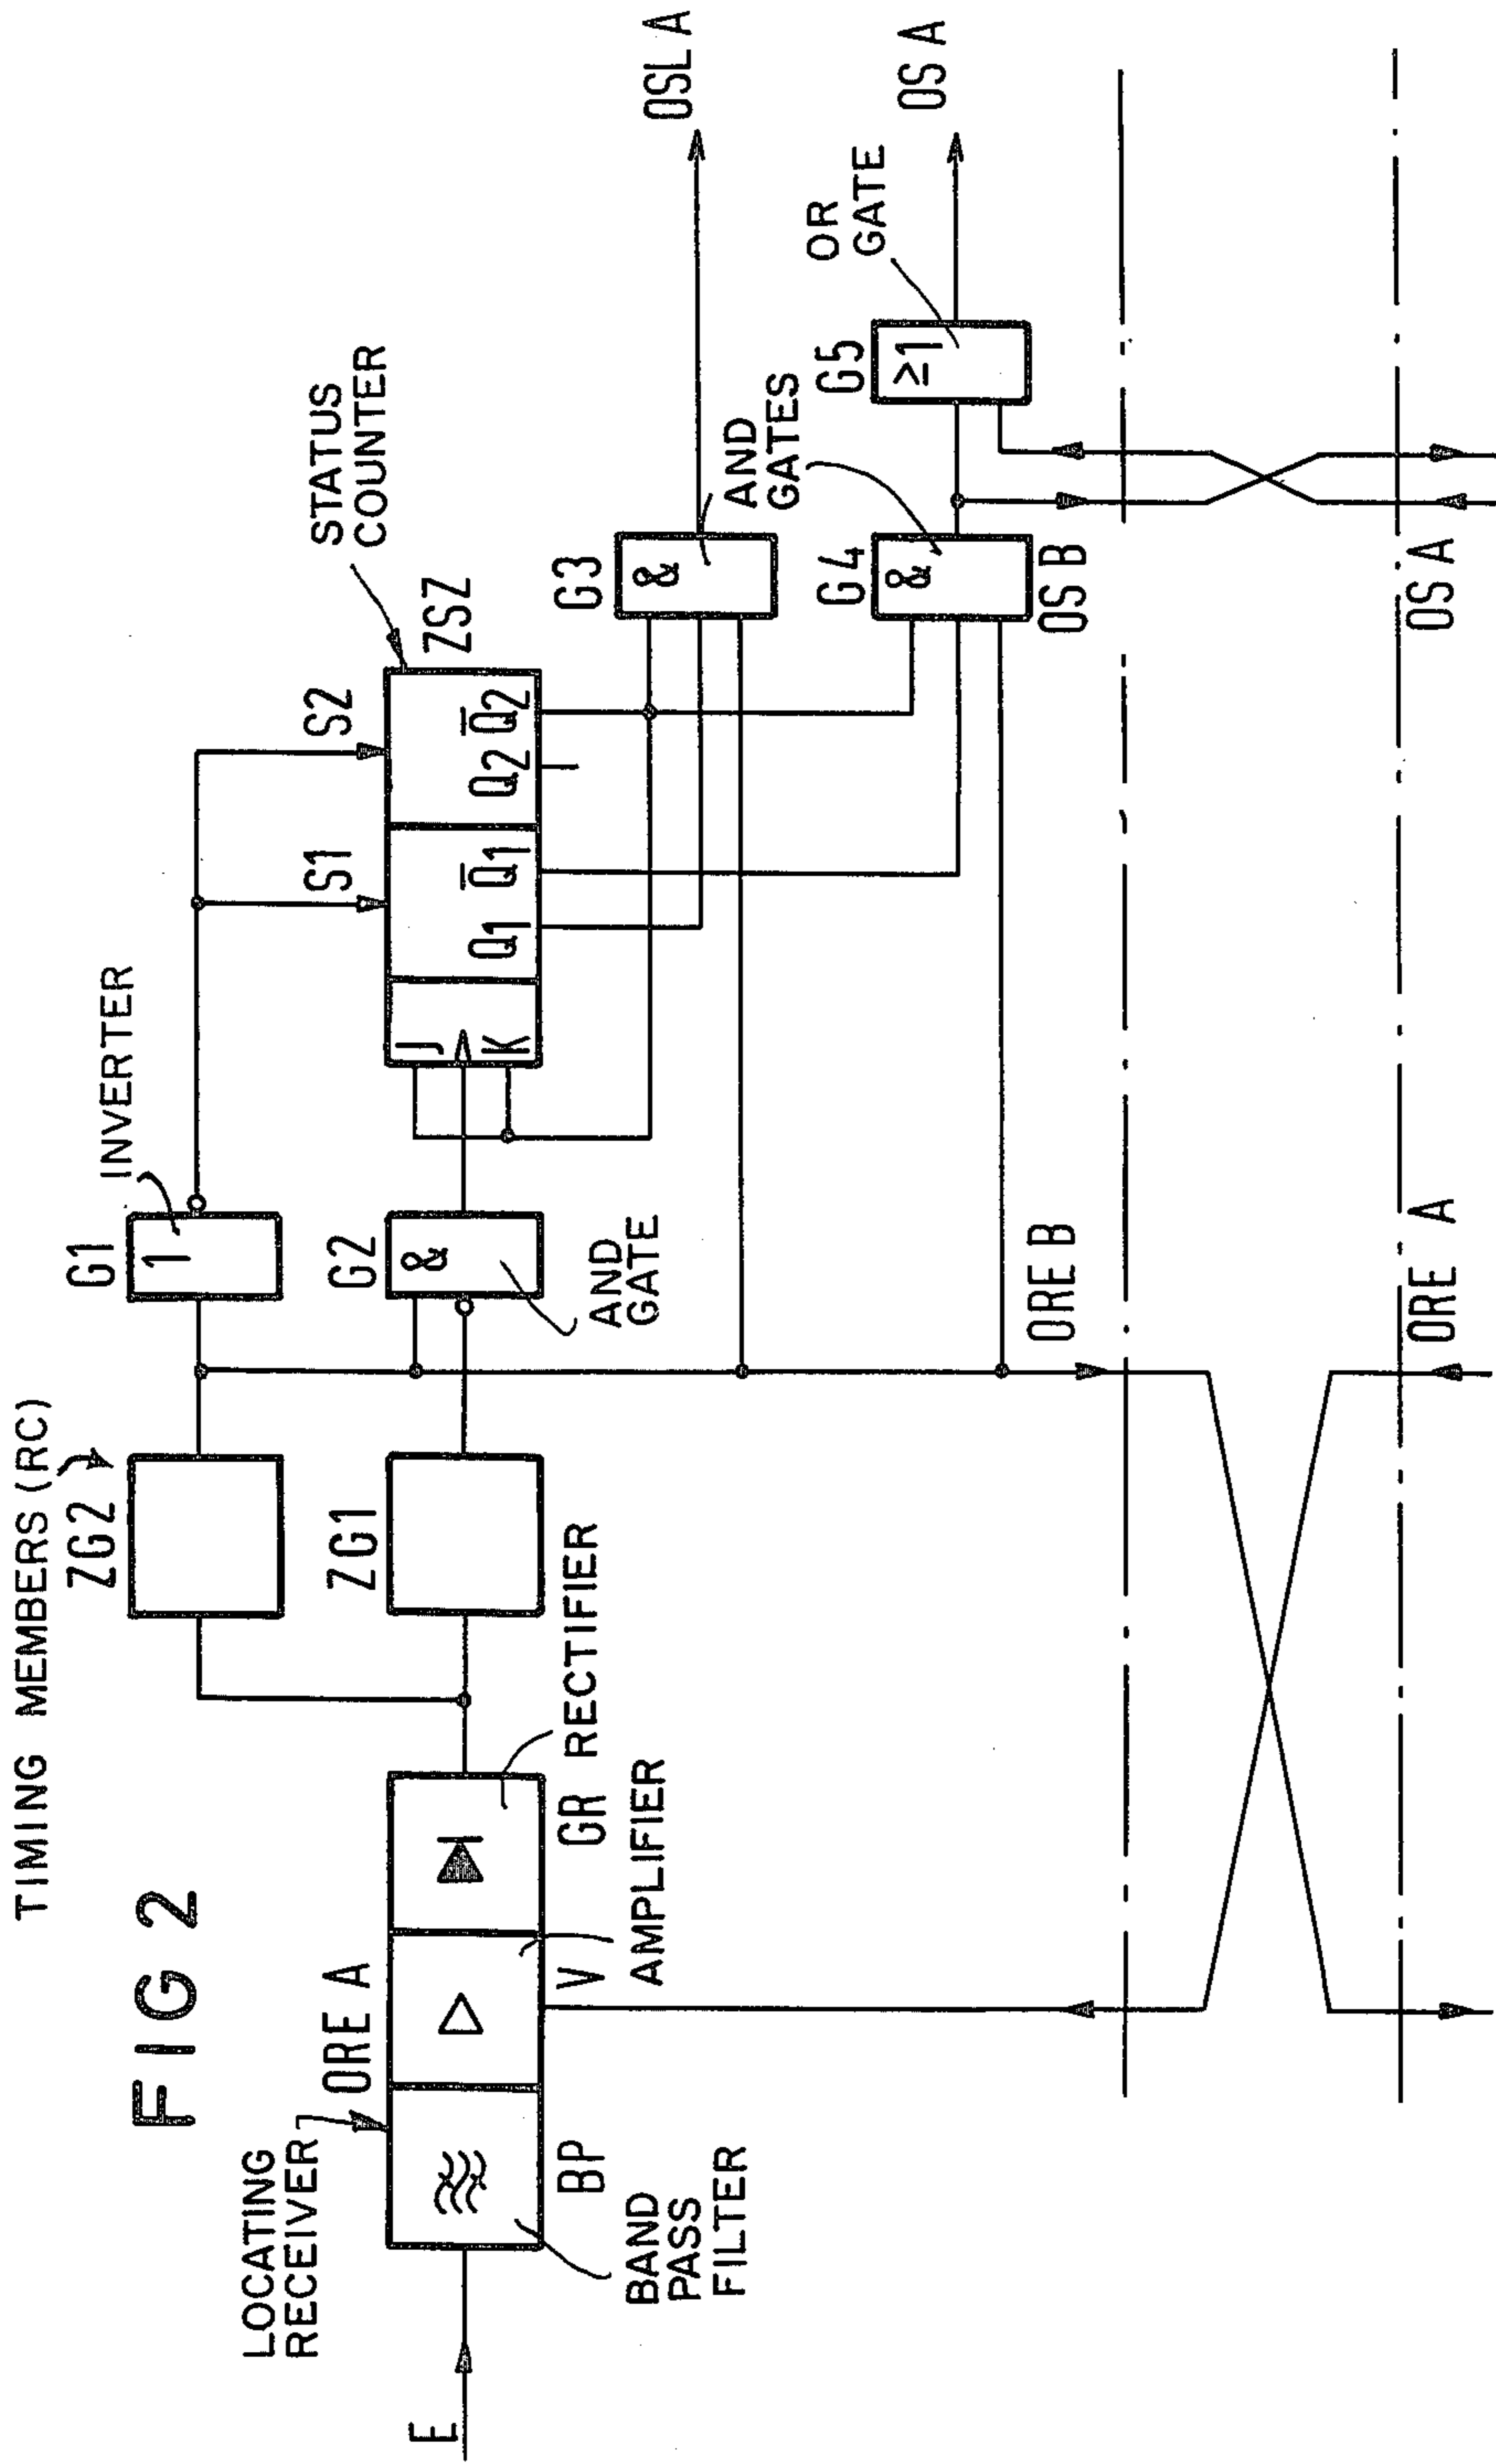 FIG 2
TIMING MEMBERS (RC)
ZG2
G1
1
INVERTER
S1
S2
STATUS
COUNTER
ZSZ
LOCATING
RECEIVER
ORE A
E
BP
BAND
PASS
FILTER
V
AMPLIFIER
GR
RECTIFIER
ZG1
G2
&
AND
GATE
J
K
Q1
Q̅1
Q2
Q̅2
G3
&
OSL A
AND
GATES
G4
&
G5
≥1
OR
GATE
OS A
ORE B
OS B
ORE A
OS A